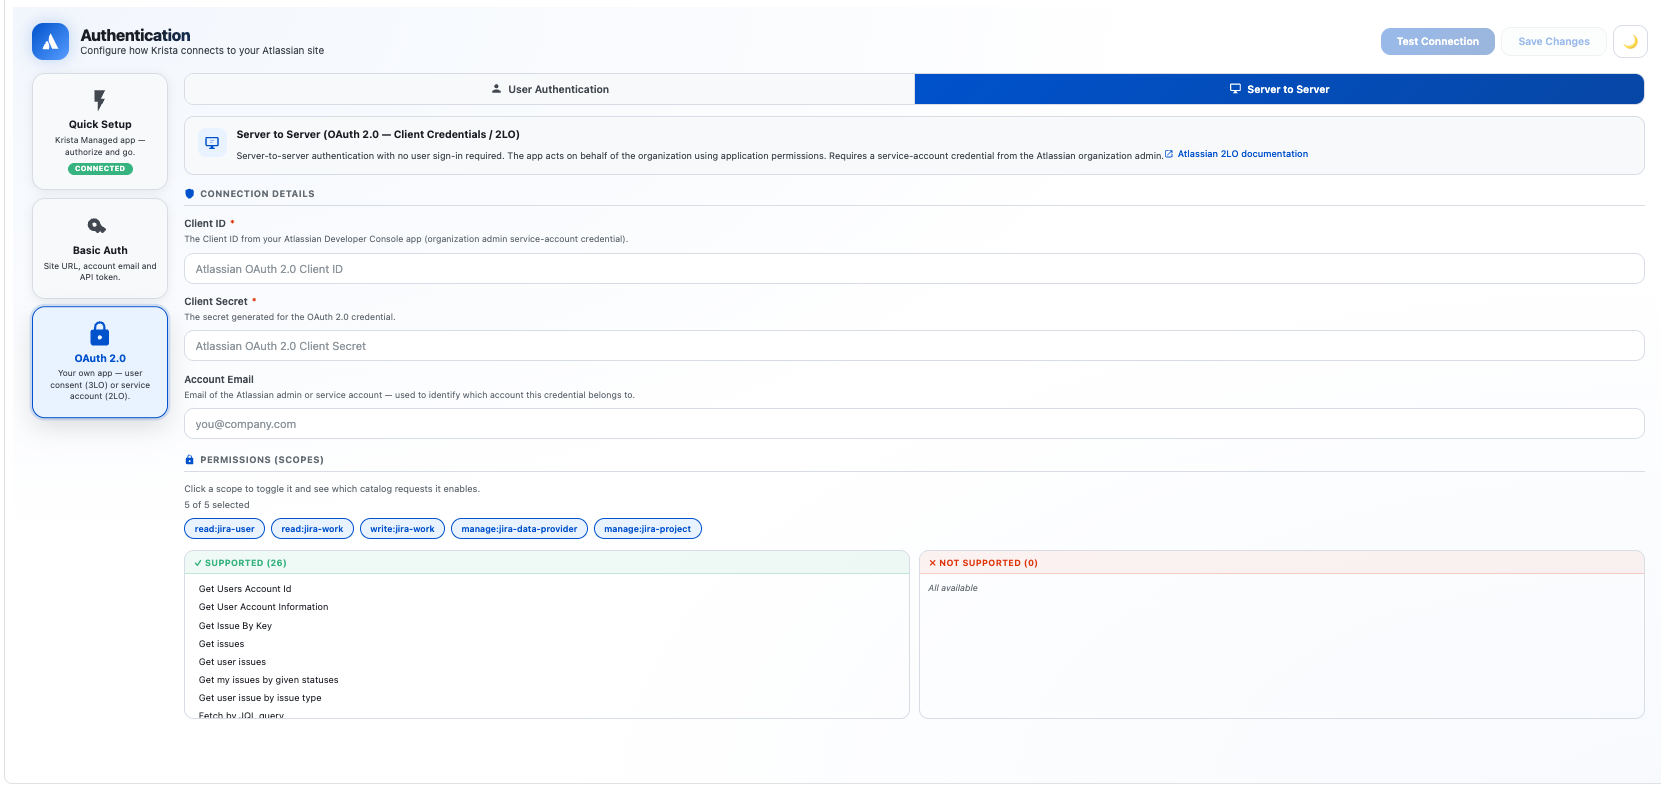 Authentication
Configure how Krista connects to your Atlassian site
Test Connection
Save Changes
Quick Setup
Krista Managed app —
authorize and go.
CONNECTED
Basic Auth
Site URL, account email and
API token.
OAuth 2.0
Your own app — user
consent (3LO) or service
account (2LO).
User Authentication
Server to Server
Server to Server (OAuth 2.0 — Client Credentials / 2LO)
Server-to-server authentication with no user sign-in required. The app acts on behalf of the organization using application permissions. Requires a service-account credential from the Atlassian organization admin. Atlassian 2LO documentation
CONNECTION DETAILS
Client ID *
The Client ID from your Atlassian Developer Console app (organization admin service-account credential).
Atlassian OAuth 2.0 Client ID
Client Secret *
The secret generated for the OAuth 2.0 credential.
Atlassian OAuth 2.0 Client Secret
Account Email
Email of the Atlassian admin or service account — used to identify which account this credential belongs to.
you@company.com
PERMISSIONS (SCOPES)
Click a scope to toggle it and see which catalog requests it enables.
5 of 5 selected
read:jira-user read:jira-work write:jira-work manage:jira-data-provider manage:jira-project
✓ SUPPORTED (26)
Get Users Account Id
Get User Account Information
Get Issue By Key
Get issues
Get user issues
Get my issues by given statuses
Get user issue by issue type
Fetch by JQL query
✕ NOT SUPPORTED (0)
All available